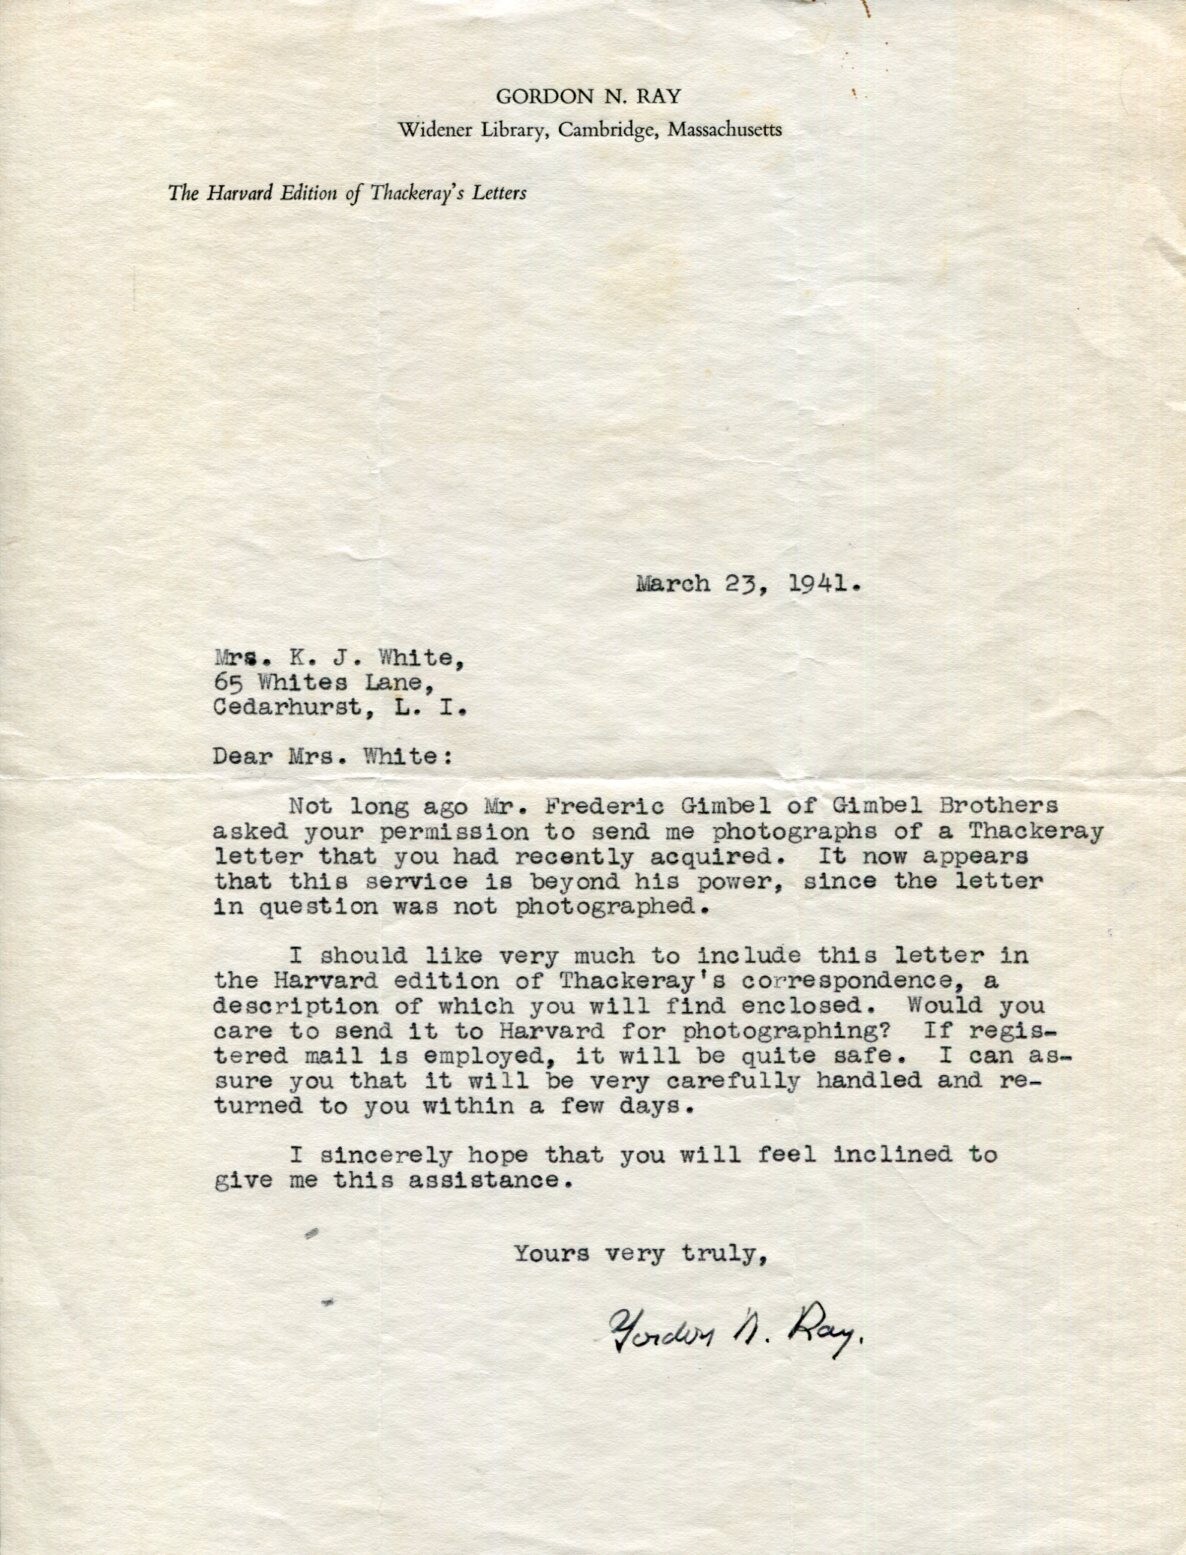 GORDON N. RAY
Widener Library, Cambridge, Massachusetts
The Harvard Edition of Thackeray's Letters
March 23, 1941.
Mrs. K. J. White,
65 Whites Lane,
Cedarhurst, L. I.
Dear Mrs. White:
Not long ago Mr. Frederic Gimbel of Gimbel Brothers
asked your permission to send me photographs of a Thackeray
letter that you had recently acquired. It now appears
that this service is beyond his power, since the letter
in question was not photographed.
I should like very much to include this letter in
the Harvard edition of Thackeray's correspondence, a
description of which you will find enclosed. Would you
care to send it to Harvard for photographing? If regis-
tered mail is employed, it will be quite safe. I can as-
sure you that it will be very carefully handled and re-
turned to you within a few days.
I sincerely hope that you will feel inclined to
give me this assistance.
Yours very truly,
Gordon N. Ray.